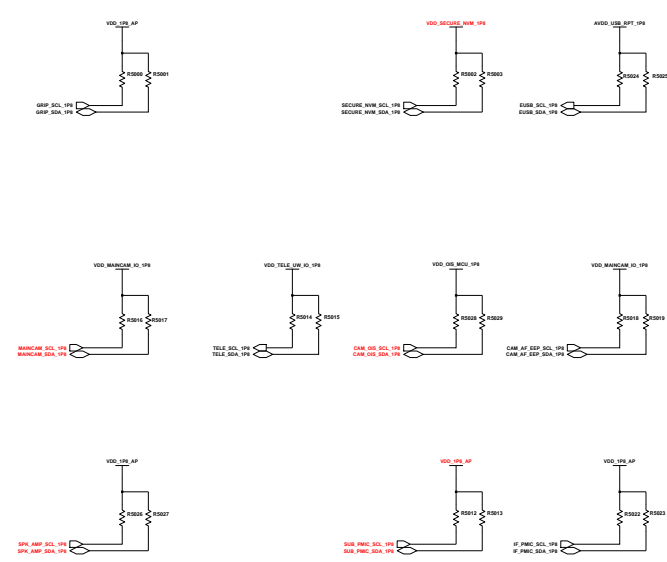 VDD_1P8_AP
R5000 R5001
GRIP_SCL_1P8
GRIP_SDA_1P8
VDD_SECURE_NVM_1P8
R5002 R5003
SECURE_NVM_SCL_1P8
SECURE_NVM_SDA_1P8
AVDD_USB_RPT_1P8
R5024 R5025
EUSB_SCL_1P8
EUSB_SDA_1P8
VDD_MAINCAM_IO_1P8
R5016 R5017
MAINCAM_SCL_1P8
MAINCAM_SDA_1P8
VDD_TELE_UW_IO_1P8
R5014 R5015
TELE_SCL_1P8
TELE_SDA_1P8
VDD_OIS_MCU_1P8
R5028 R5029
CAM_OIS_SCL_1P8
CAM_OIS_SDA_1P8
VDD_MAINCAM_IO_1P8
R5018 R5019
CAM_AF_EEP_SCL_1P8
CAM_AF_EEP_SDA_1P8
VDD_1P8_AP
R5026 R5027
SPK_AMP_SCL_1P8
SPK_AMP_SDA_1P8
VDD_1P8_AP
R5012 R5013
SUB_PMIC_SCL_1P8
SUB_PMIC_SDA_1P8
VDD_1P8_AP
R5022 R5023
IF_PMIC_SCL_1P8
IF_PMIC_SDA_1P8